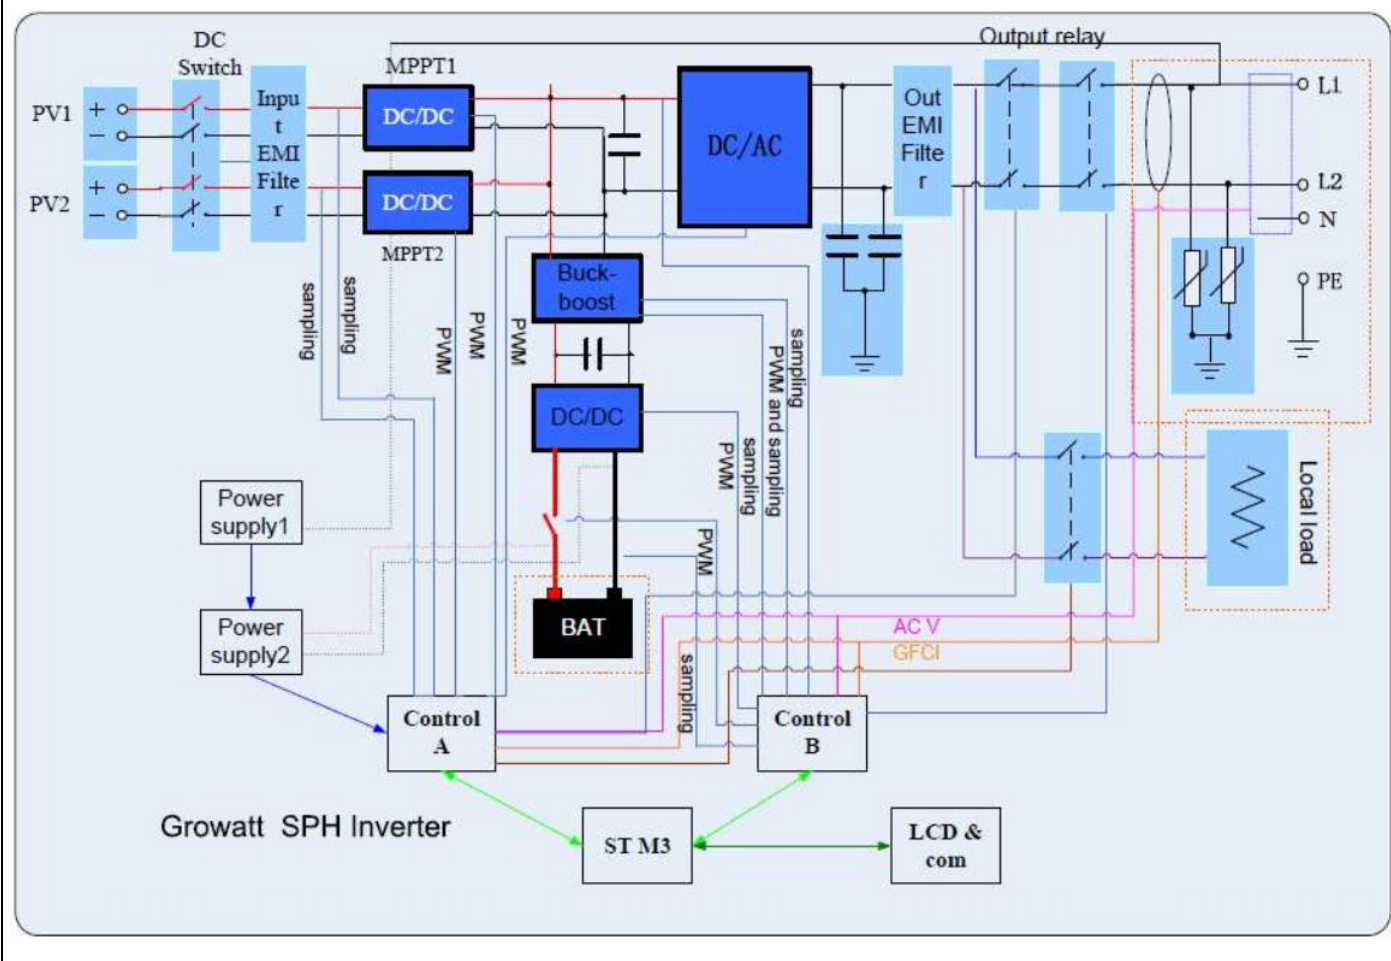 Output relay
DC
Switch
MPPT1
PV1
+
−
Inpu
t
EMI
Filte
r
DC/DC
DC/AC
Out
EMI
Filte
r
L1
PV2
+
−
DC/DC
L2
N
MPPT2
Buck-
boost
PE
sampling
sampling
PWM
PWM
PWM
sampling
PWM and sampling
sampling
PWM
DC/DC
Local load
Power
supply1
PWM
Power
supply2
BAT
AC V
GFCI
sampling
Control
A
Control
B
Growatt SPH Inverter
ST M3
LCD &
com